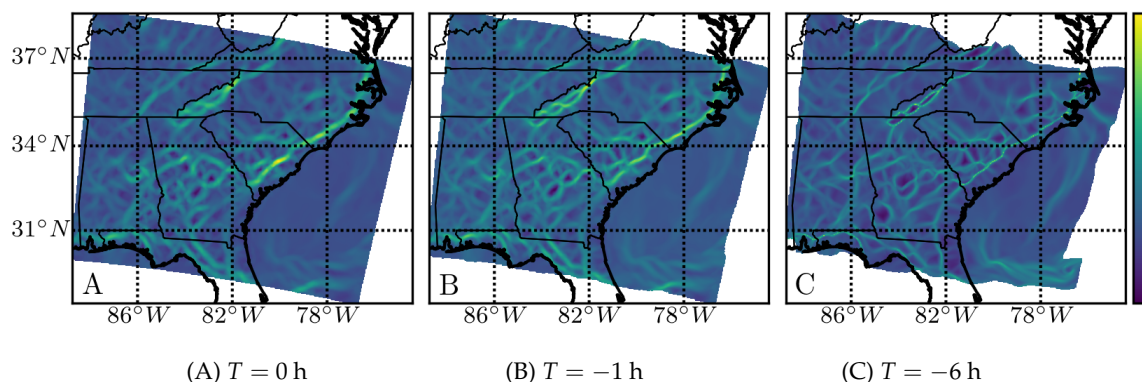 37° N
34° N
31° N
A
B
C
86° W 82° W 78° W
86° W 82° W 78° W
86° W 82° W 78° W
(A) T = 0 h
(B) T = −1 h
(C) T = −6 h